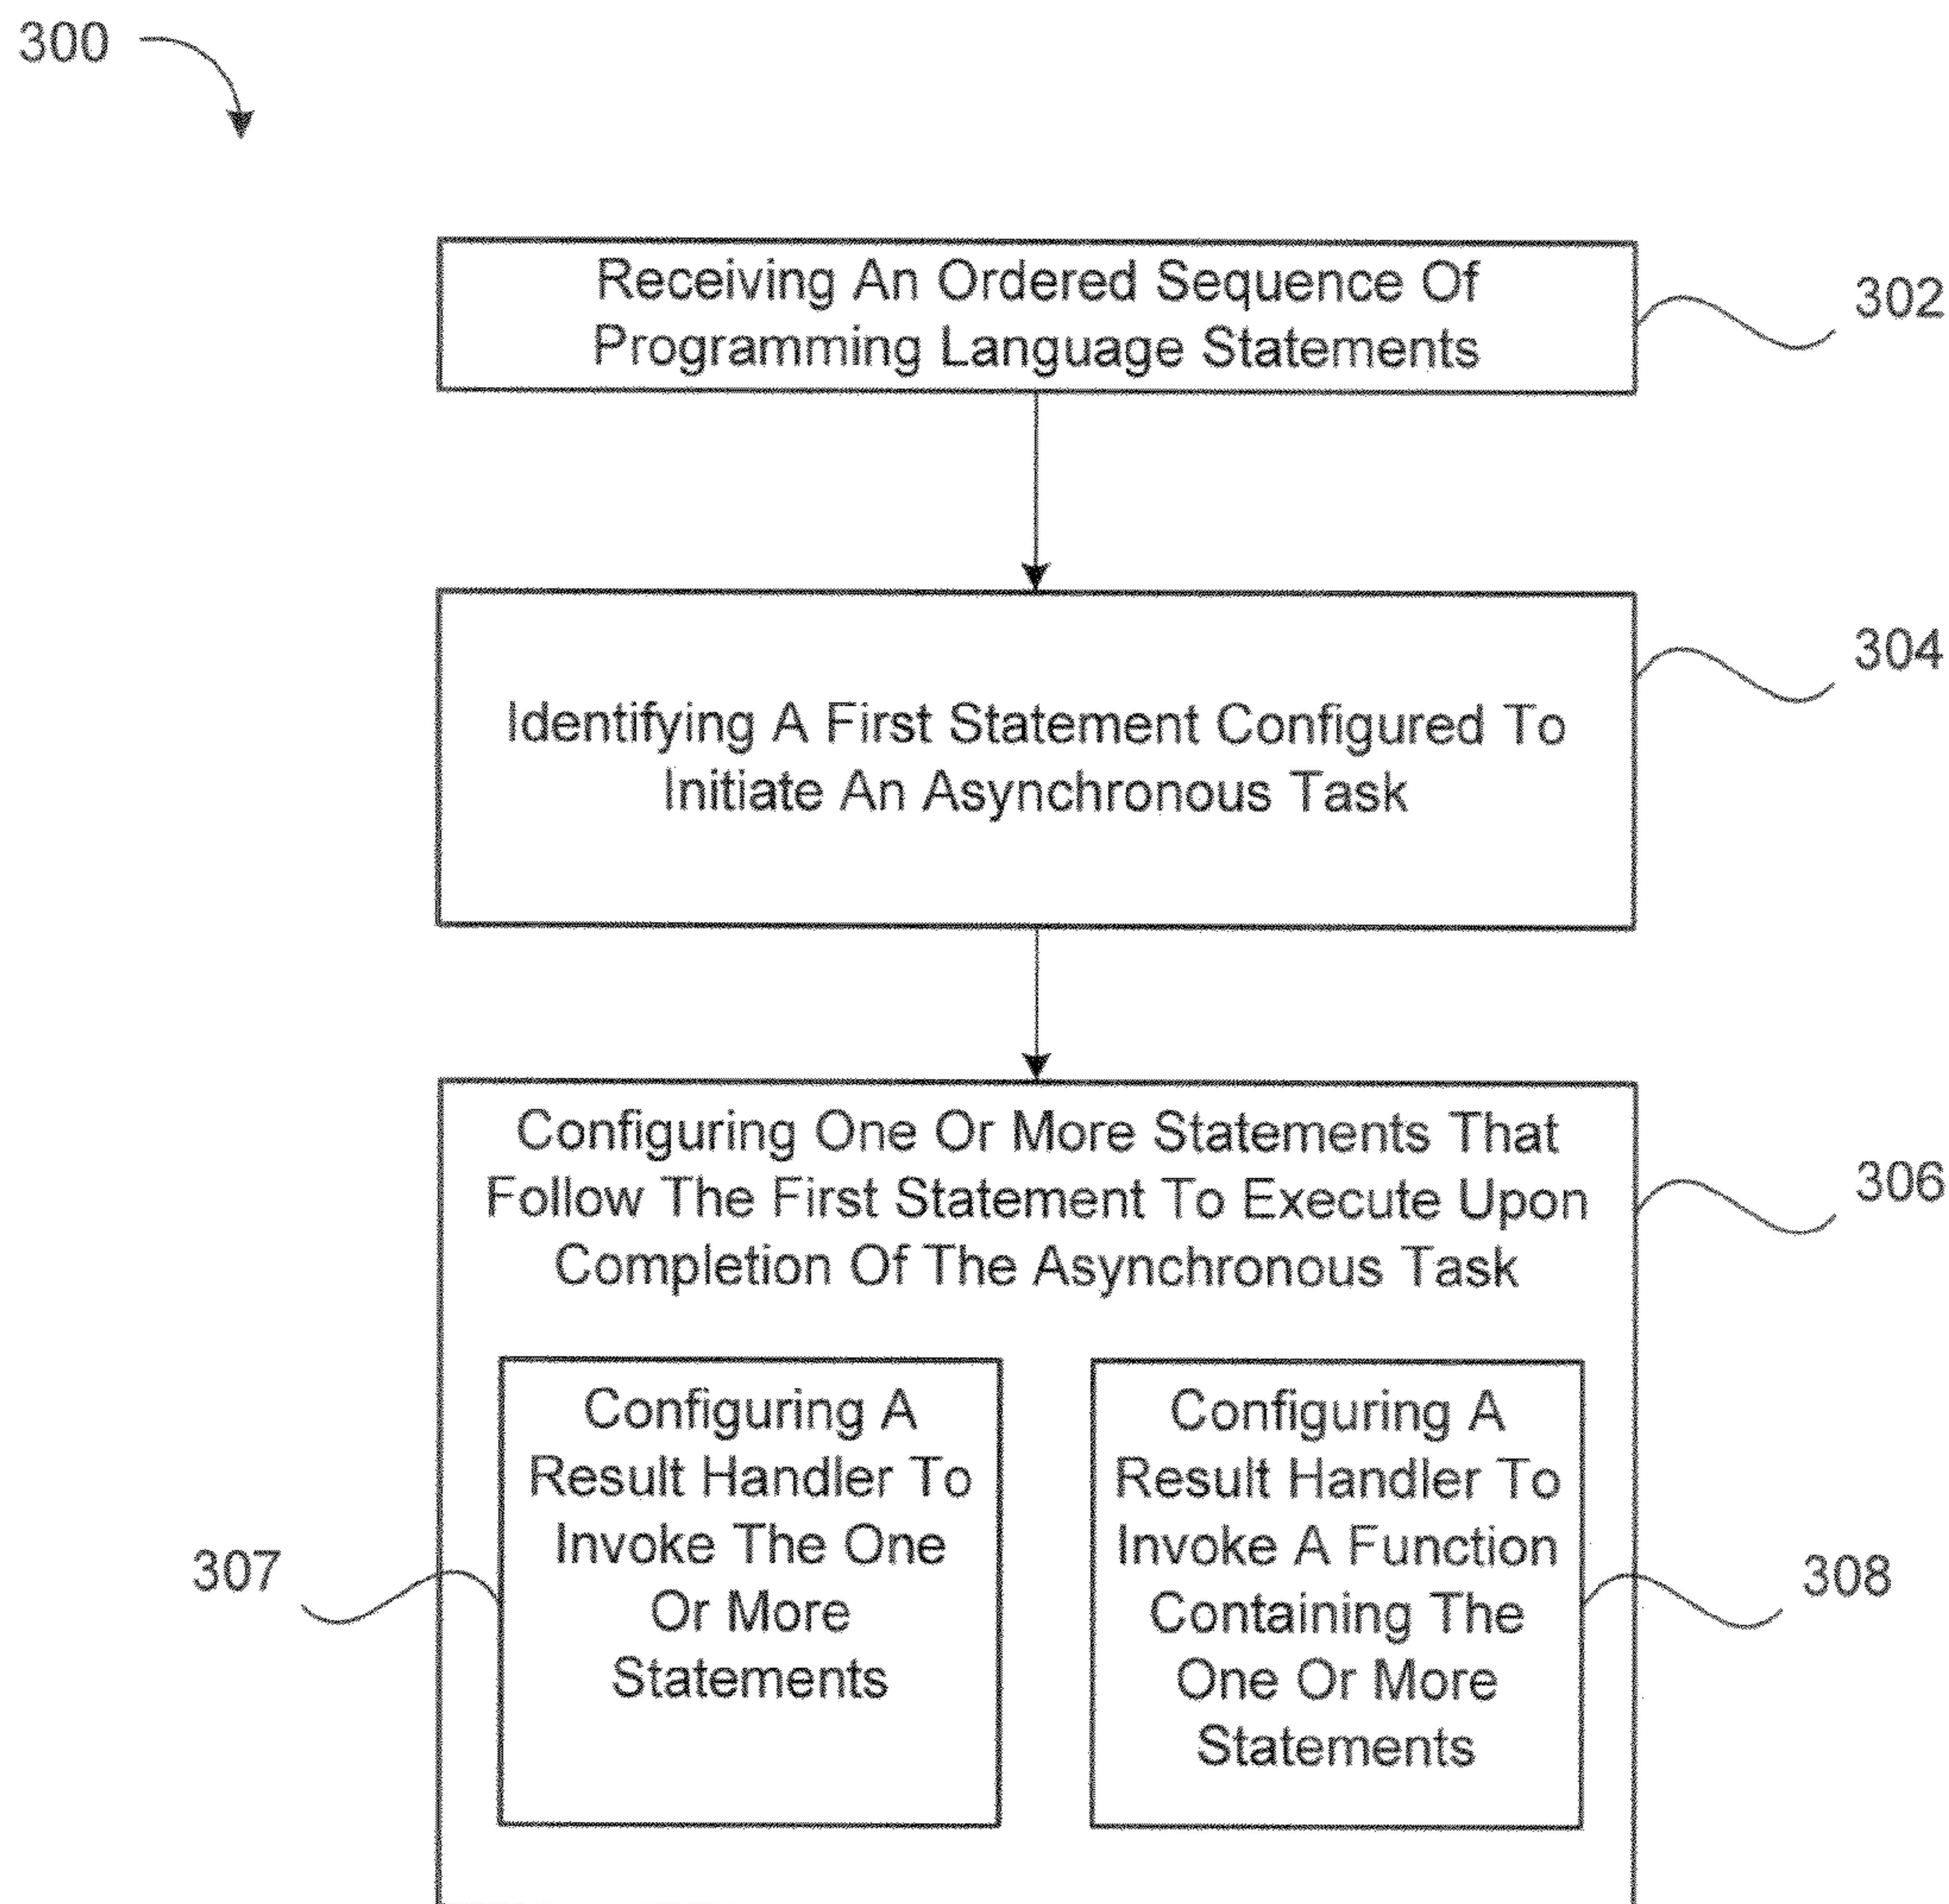 300
Receiving An Ordered Sequence Of
Programming Language Statements
302
Identifying A First Statement Configured To
Initiate An Asynchronous Task
304
Configuring One Or More Statements That
Follow The First Statement To Execute Upon
Completion Of The Asynchronous Task
306
Configuring A
Result Handler To
Invoke The One
Or More
Statements
307
Configuring A
Result Handler To
Invoke A Function
Containing The
One Or More
Statements
308